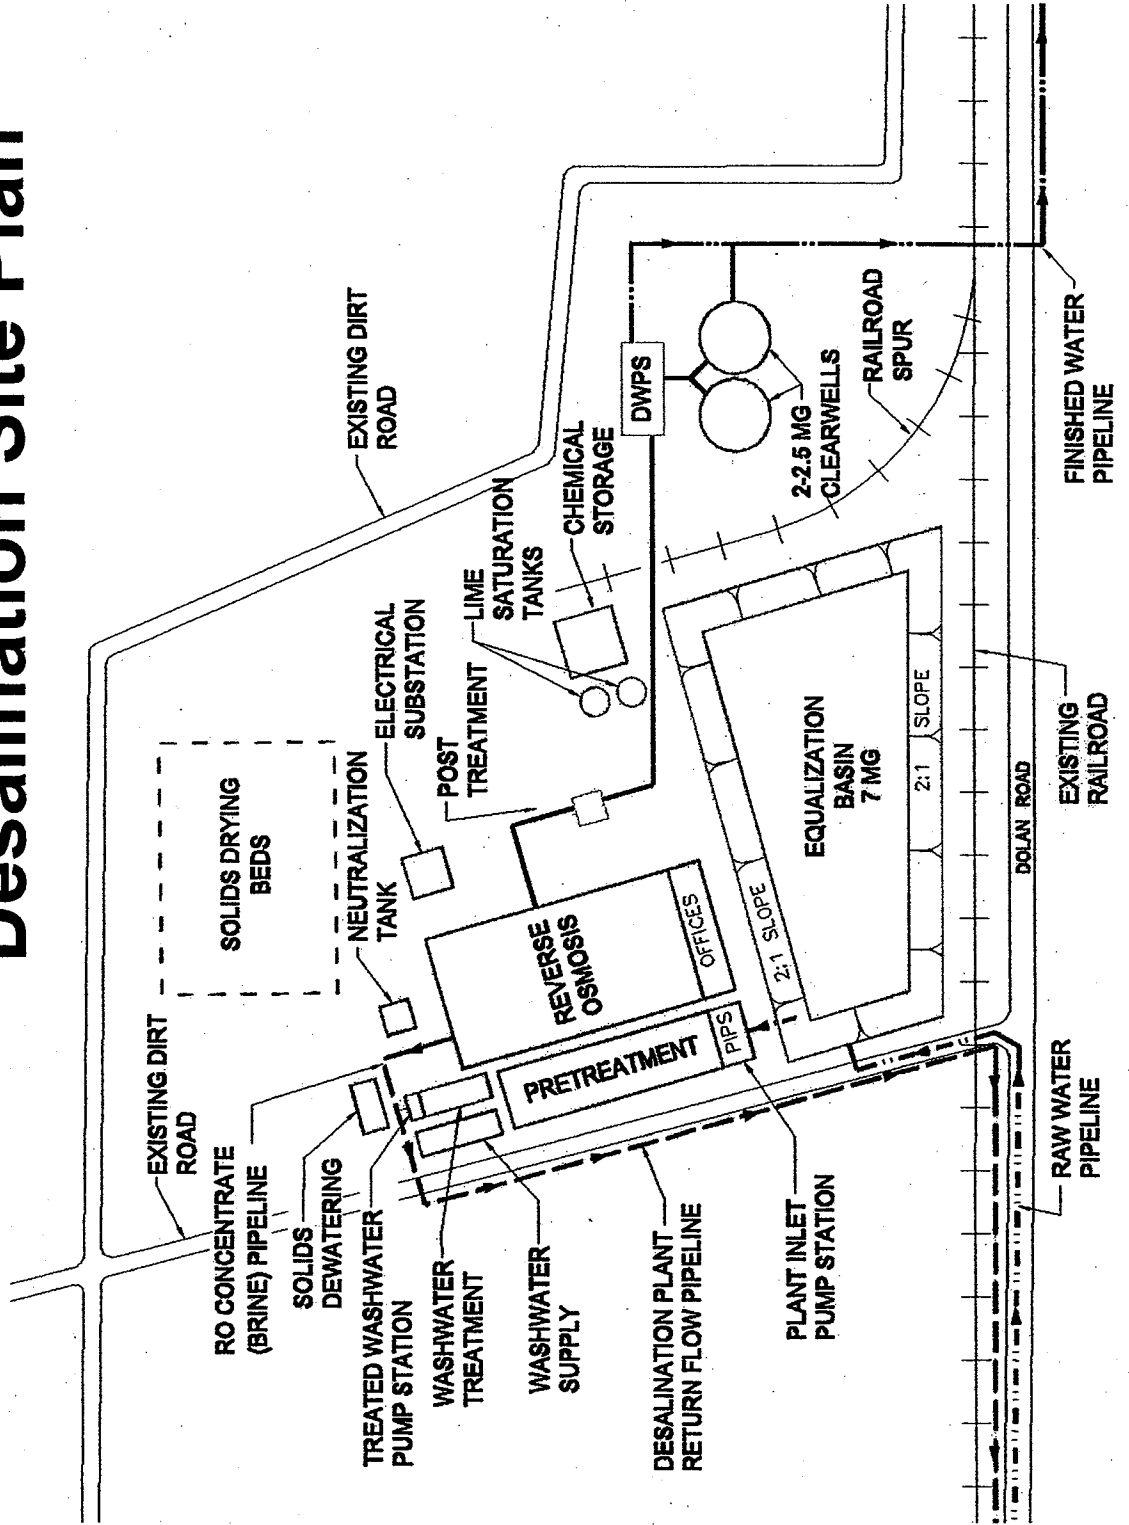 Desalination Site Plan
EXISTING DIRT
ROAD
SOLIDS DRYING
BEDS
EXISTING DIRT
ROAD
RO CONCENTRATE
(BRINE) PIPELINE
SOLIDS
DEWATERING
TREATED WASHWATER
PUMP STATION
WASHWATER
TREATMENT
WASHWATER
SUPPLY
DESALINATION PLANT
RETURN FLOW PIPELINE
PLANT INLET
PUMP STATION
NEUTRALIZATION
TANK
ELECTRICAL
SUBSTATION
POST
TREATMENT
LIME
SATURATION
TANKS
CHEMICAL
STORAGE
REVERSE
OSMOSIS
OFFICES
PRETREATMENT
PIPS
DWPS
2-2.5 MG
CLEARWELLS
RAILROAD
SPUR
2:1 SLOPE
EQUALIZATION
BASIN
7 MG
2:1 SLOPE
DOLAN ROAD
RAW WATER
PIPELINE
EXISTING
RAILROAD
FINISHED WATER
PIPELINE